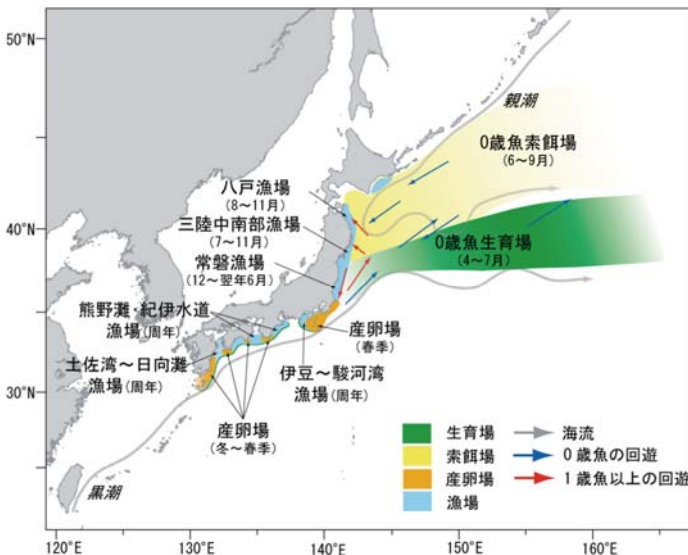 50°N
親潮
0歳魚索餌場
(6〜9月)
八戸漁場
(8〜11月)
三陸中南部漁場
(7〜11月)
40°N
0歳魚生育場
(4〜7月)
常磐漁場
(12〜翌年6月)
熊野灘・紀伊水道
漁場(周年)
産卵場
(春季)
土佐湾〜日向灘
漁場(周年)
伊豆〜駿河湾
漁場(周年)
30°N
産卵場
(冬〜春季)
生育場
海流
索餌場
0歳魚の回遊
産卵場
1歳魚以上の回遊
漁場
黒潮
120°E
130°E
140°E
150°E
160°E